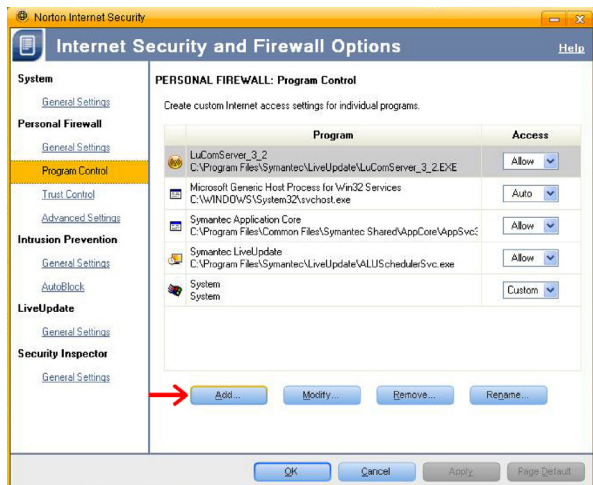 Norton Internet Security
Internet Security and Firewall Options
Help
System
General Settings
Personal Firewall
General Settings
Program Control
Trust Control
Advanced Settings
Intrusion Prevention
General Settings
AutoBlock
LiveUpdate
General Settings
Security Inspector
General Settings
PERSONAL FIREWALL: Program Control
Create custom Internet access settings for individual programs.
Program Access
LuComServer_3_2
C:\Program Files\Symantec\LiveUpdate\LuComServer_3_2.EXE
Allow
Microsoft Generic Host Process for Win32 Services
C:\WINDOWS\System32\svchost.exe
Auto
Symantec Application Core
C:\Program Files\Common Files\Symantec Shared\AppCore\AppSvc3
Allow
Symantec LiveUpdate
C:\Program Files\Symantec\LiveUpdate\ALUSchedulerSvc.exe
Allow
System
System
Custom
Add... Modify... Remove... Rename...
OK Cancel Apply Page Default